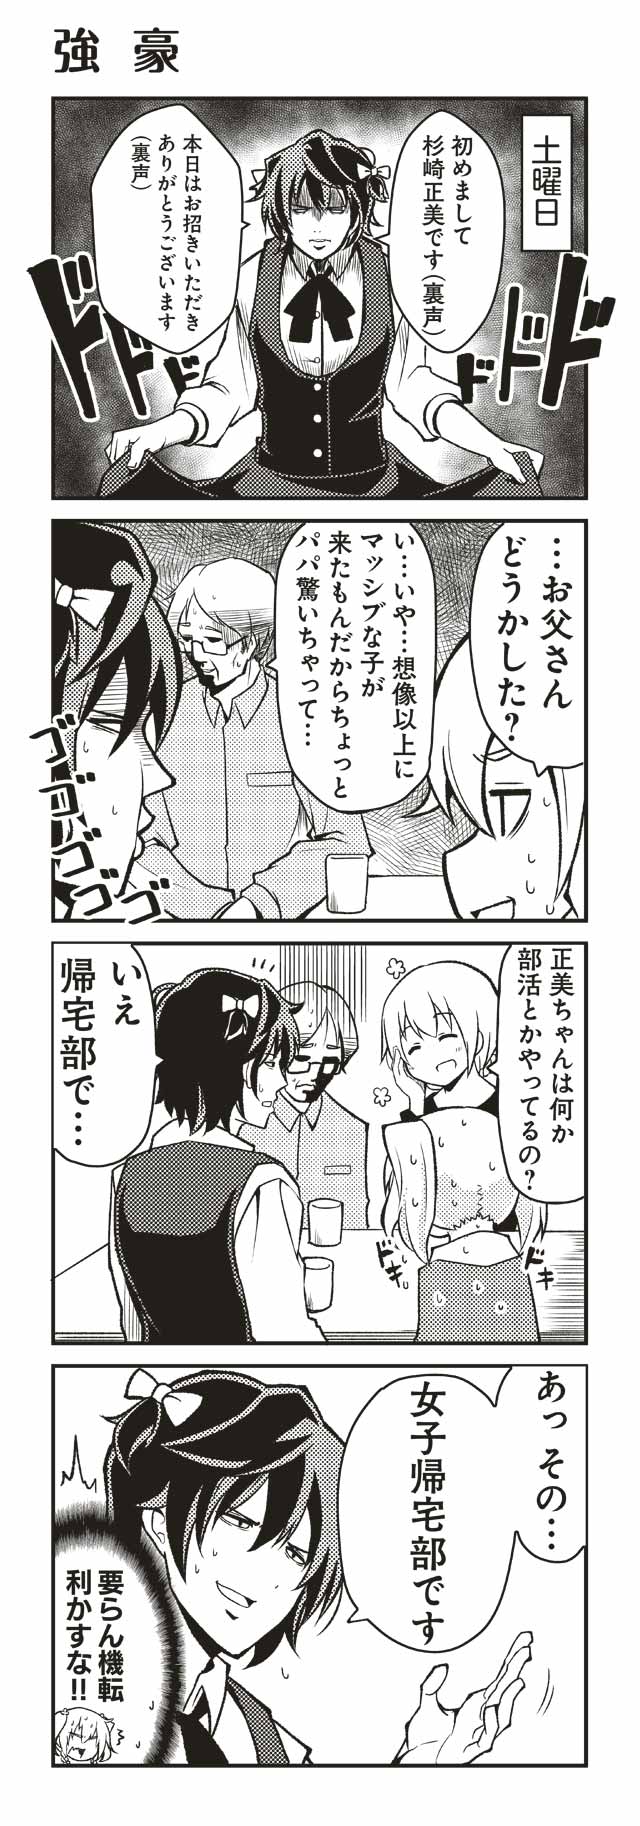 強豪
土曜日
初めまして
杉崎正美です(裏声)
本日はお招きいただき
ありがとうございます
(裏声)
ドドドド
ドドドド
…お父さん
どうかした?
い…いや…想像以上に
マッシブな子が
来たもんだからちょっと
パパ驚いちゃって…
ゴゴゴゴゴ
正美ちゃんは何か
部活とかやってるの?
いえ
帰宅部で…
ドキ
ドキ
あっ その…
女子帰宅部です
要らん機転
利かすな!!